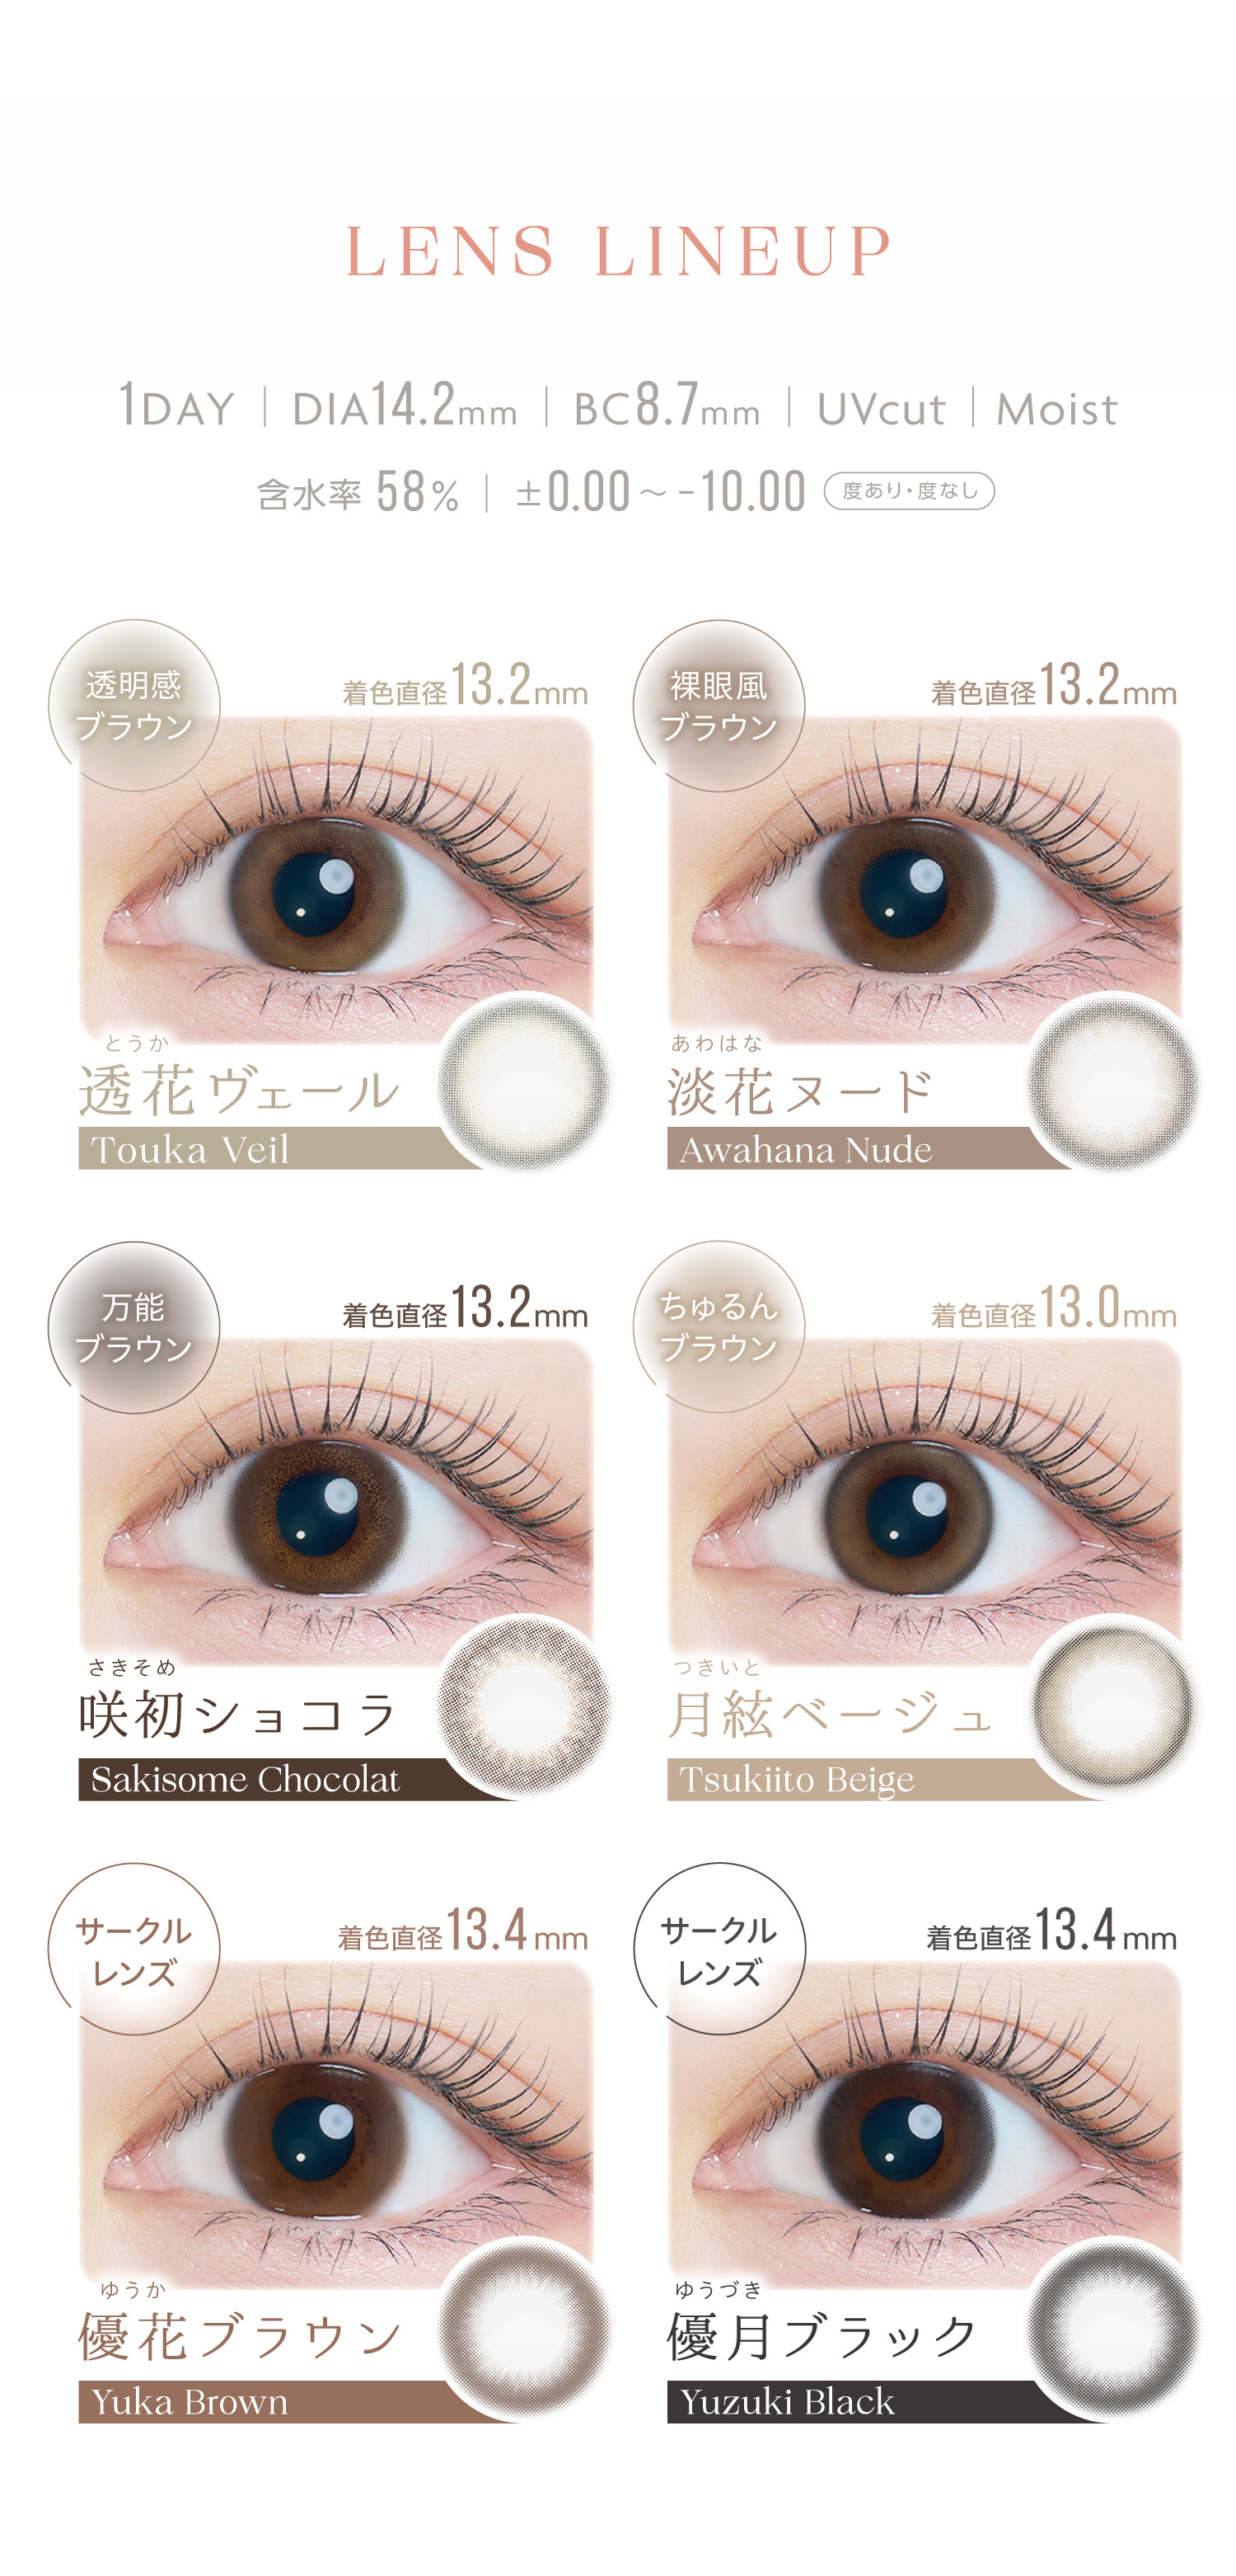 LENS LINEUP
1DAY | DIA14.2mm | BC8.7mm | UVcut | Moist
含水率 58% | ±0.00～-10.00 度あり・度なし
透明感
ブラウン
着色直径13.2mm
とうか
透花ヴェール
Touka Veil
裸眼風
ブラウン
着色直径13.2mm
あわはな
淡花ヌード
Awahana Nude
万能
ブラウン
着色直径13.2mm
さきそめ
咲初ショコラ
Sakisome Chocolat
ちゅるん
ブラウン
着色直径13.0mm
つきいと
月絃ベージュ
Tsukiito Beige
サークル
レンズ
着色直径13.4mm
ゆうか
優花ブラウン
Yuka Brown
サークル
レンズ
着色直径13.4mm
ゆうづき
優月ブラック
Yuzuki Black